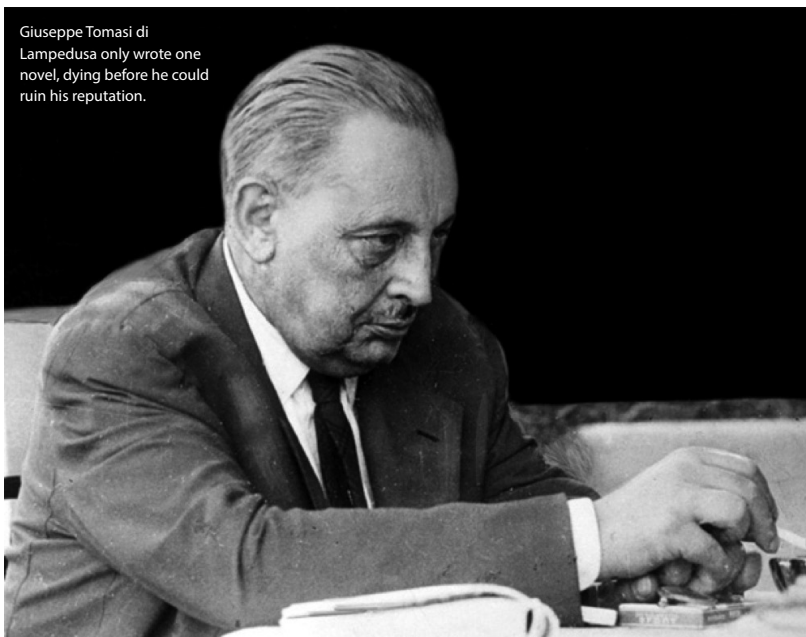 Giuseppe Tomasi di
Lampedusa only wrote one
novel, dying before he could
ruin his reputation.